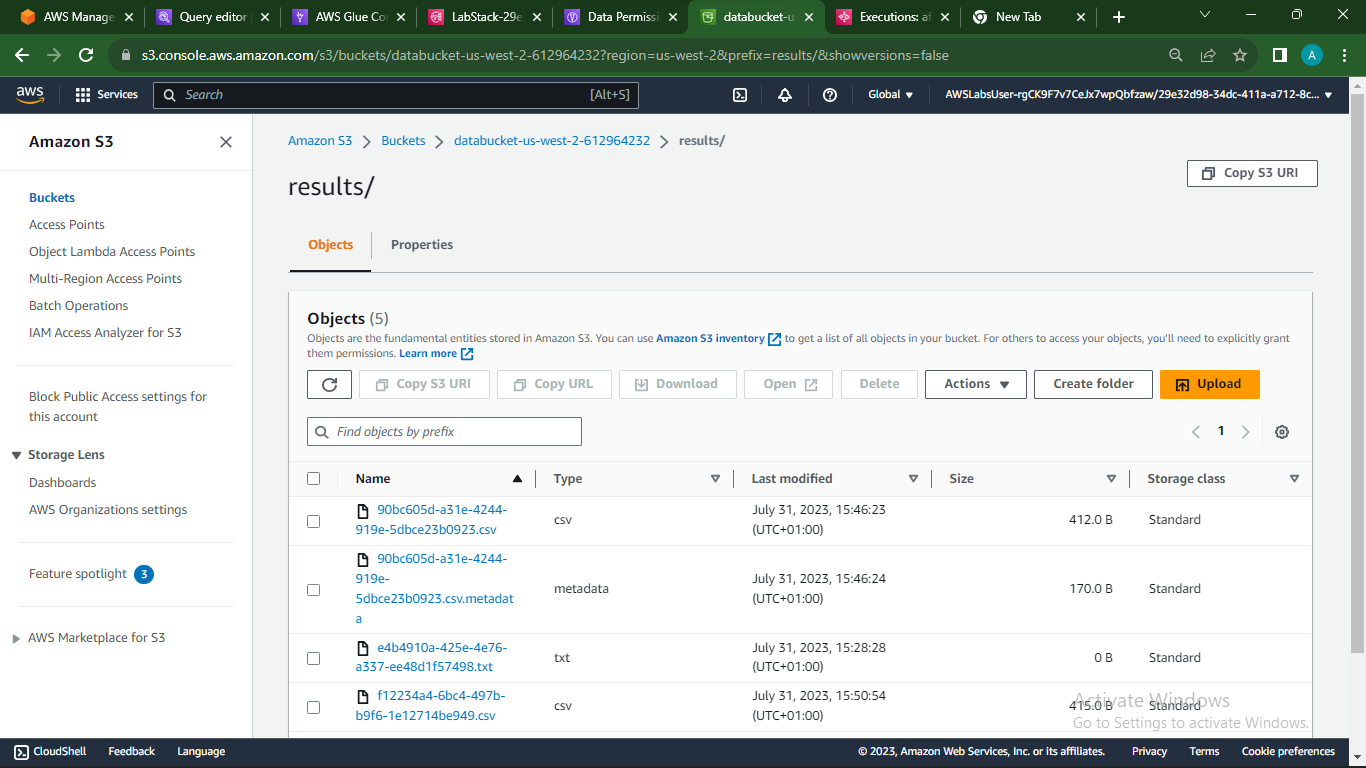 AWS Manage
Query editor
AWS Glue Co
LabStack-29e
Data Permissi
databucket-u
Executions: af
New Tab
s3.console.aws.amazon.com/s3/buckets/databucket-us-west-2-612964232?region=us-west-2&prefix=results/&showversions=false
A
aws
Services
Search
[Alt+S]
Global
AWSLabsUser-rgCK9F7v7CeJx7wpQbfzaw/29e32d98-34dc-411a-a712-8c...
Amazon S3
Buckets
Access Points
Object Lambda Access Points
Multi-Region Access Points
Batch Operations
IAM Access Analyzer for S3
Block Public Access settings for
this account
Storage Lens
Dashboards
AWS Organizations settings
Feature spotlight 3
AWS Marketplace for S3
Amazon S3 > Buckets > databucket-us-west-2-612964232 > results/
results/
Copy S3 URI
Objects
Properties
Objects (5)
Objects are the fundamental entities stored in Amazon S3. You can use Amazon S3 inventory to get a list of all objects in your bucket. For others to access your objects, you'll need to explicitly grant
them permissions. Learn more
Copy S3 URI
Copy URL
Download
Open
Delete
Actions
Create folder
Upload
Find objects by prefix
1
Name
Type
Last modified
Size
Storage class
90bc605d-a31e-4244-
919e-5dbce23b0923.csv
csv
July 31, 2023, 15:46:23
(UTC+01:00)
412.0 B
Standard
90bc605d-a31e-4244-
919e-
5dbce23b0923.csv.metadat
a
metadata
July 31, 2023, 15:46:24
(UTC+01:00)
170.0 B
Standard
e4b4910a-425e-4e76-
a337-ee48d1f57498.txt
txt
July 31, 2023, 15:28:28
(UTC+01:00)
0 B
Standard
f12234a4-6bc4-497b-
b9f6-1e12714be949.csv
csv
July 31, 2023, 15:50:54
(UTC+01:00)
415.0 B
Standard
Activate Windows
Go to Settings to activate Windows.
CloudShell
Feedback
Language
© 2023, Amazon Web Services, Inc. or its affiliates.
Privacy
Terms
Cookie preferences